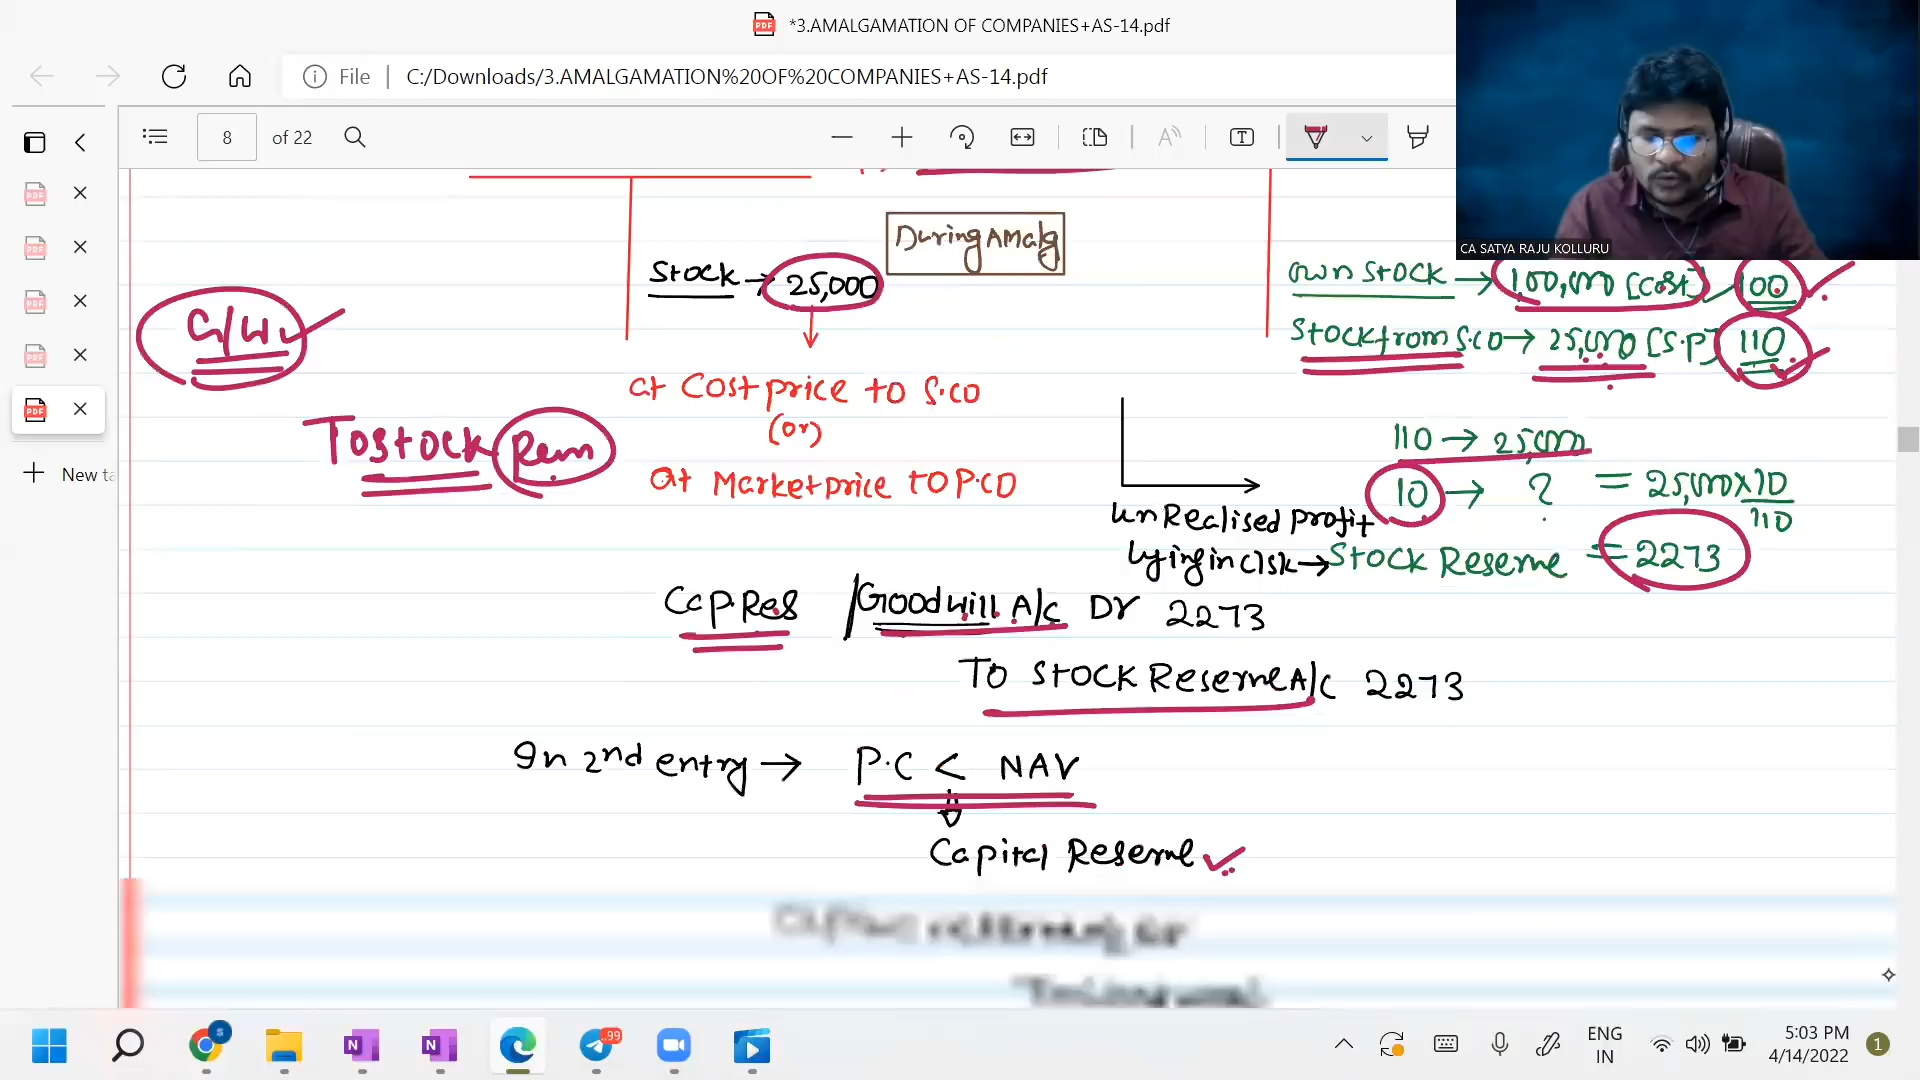 *3.AMALGAMATION OF COMPANIES+AS-14.pdf
File C:/Downloads/3.AMALGAMATION%20OF%20COMPANIES+AS-14.pdf
8 of 22
CA SATYA RAJU KOLLURU
New ta
During AMalg
Stock → 25,000
own stock → 1,00,000 [cost] 100
Stock from S.CO → 25,000 [S.P] 110
G/W
at Cost price to S.CO
(or)
at Market price to P.CO
To stock Rem
110 → 25,000
10 → ? = 25,000 × 10
110
unRealised profit
lying in clsk → Stock Reserve = 2273
Cap.Res /Goodwill A/c Dr 2273
To Stock Reserve A/c 2273
In 2nd entry → P.C < NAV
Capital Reserve
.99
ENG
IN
5:03 PM
4/14/2022
1